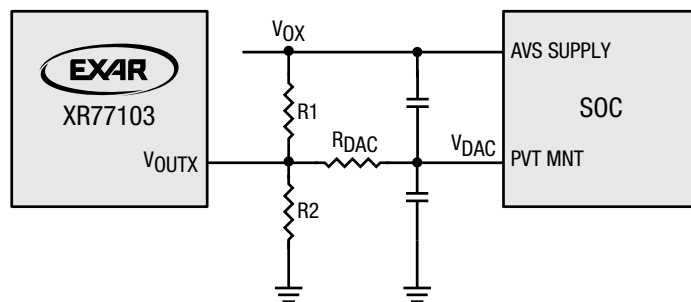 EXAR
XR77103
VOUTX
VOX
R1
RDAC
R2
VDAC
AVS SUPPLY
SOC
PVT MNT